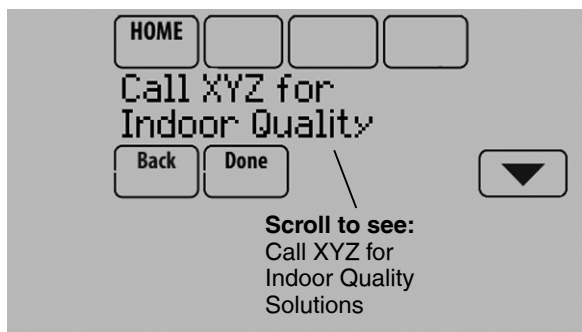 HOME
Call XYZ for
Indoor Quality
Back Done
Scroll to see:
Call XYZ for
Indoor Quality
Solutions